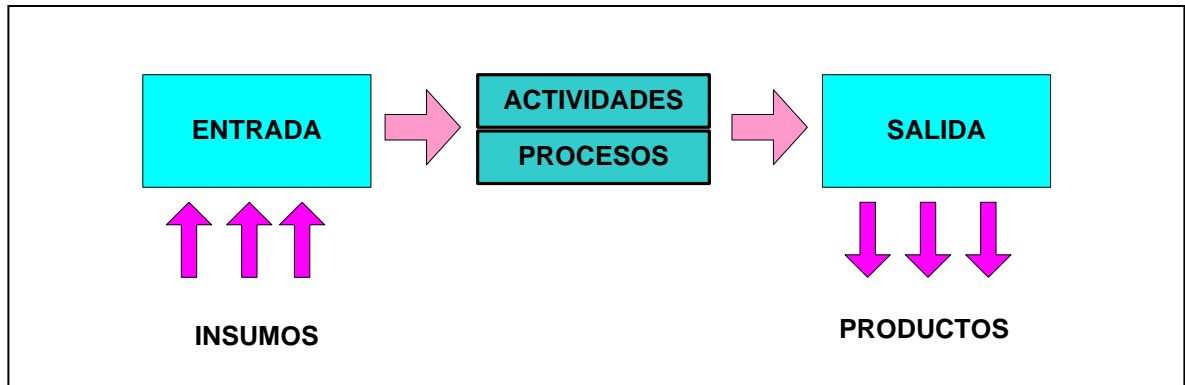 ENTRADA
ACTIVIDADES
PROCESOS
SALIDA
INSUMOS
PRODUCTOS